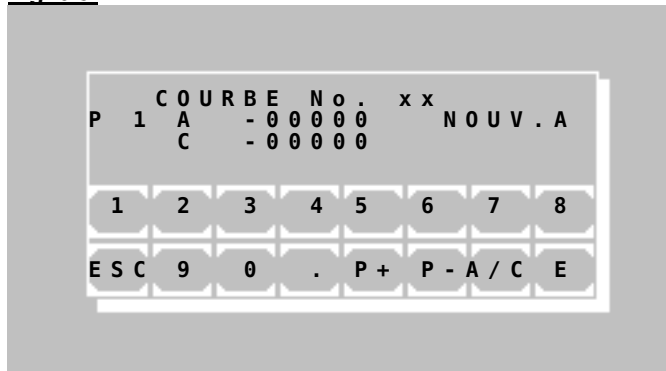 COURBE No. xx
P 1 A -00000 NOUV.A
C -00000
1 2 3 4 5 6 7 8
ESC 9 0 . P+ P- A/C E